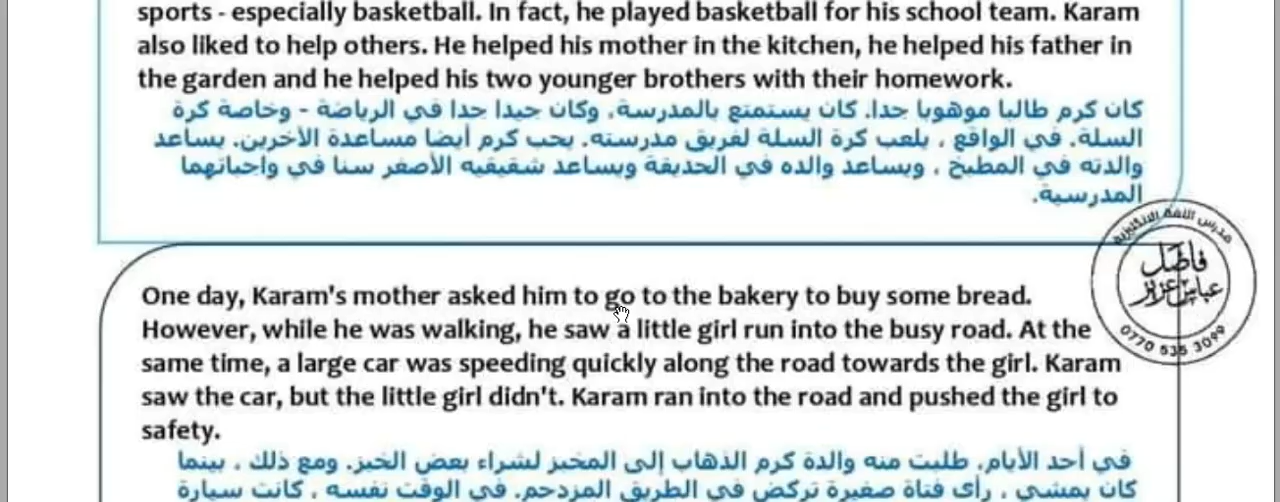 sports - especially basketball. In fact, he played basketball for his school team. Karam
also liked to help others. He helped his mother in the kitchen, he helped his father in
the garden and he helped his two younger brothers with their homework.
كان كرم طالبا موهوبا جدا. كان يستمتع بالمدرسة. وكان جيدا جدا في الرياضة - وخاصة كرة
السلة. في الواقع ، يلعب كرة السلة لفريق مدرسته. يحب كرم أيضا مساعدة الأخرين. يساعد
والدته في المطبخ ، ويساعد والده في الحديقة ويساعد شقيقيه الأصغر سنا في واجباتهما
المدرسية.
مدرس اللغة الانكليزية
فاضل
عباس عزيز
0770 535 3099
One day, Karam's mother asked him to go to the bakery to buy some bread.
However, while he was walking, he saw a little girl run into the busy road. At the
same time, a large car was speeding quickly along the road towards the girl. Karam
saw the car, but the little girl didn't. Karam ran into the road and pushed the girl to
safety.
في أحد الأيام. طلبت منه والدة كرم الذهاب إلى المخبز لشراء بعض الخبز. ومع ذلك ، بينما
كان يمشي ، رأى فتاة صغيرة تركض في الطريق المزدحم. في الوقت نفسه ، كانت سيارة